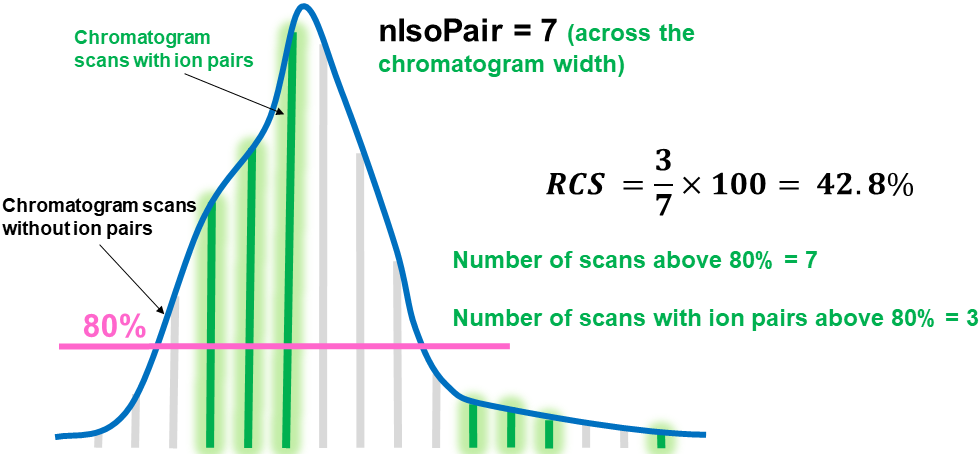 Chromatogram
scans with ion pairs
nIsoPair = 7 (across the
chromatogram width)
RCS = 3/7 × 100 = 42.8%
Chromatogram scans
without ion pairs
Number of scans above 80% = 7
80%
Number of scans with ion pairs above 80% = 3